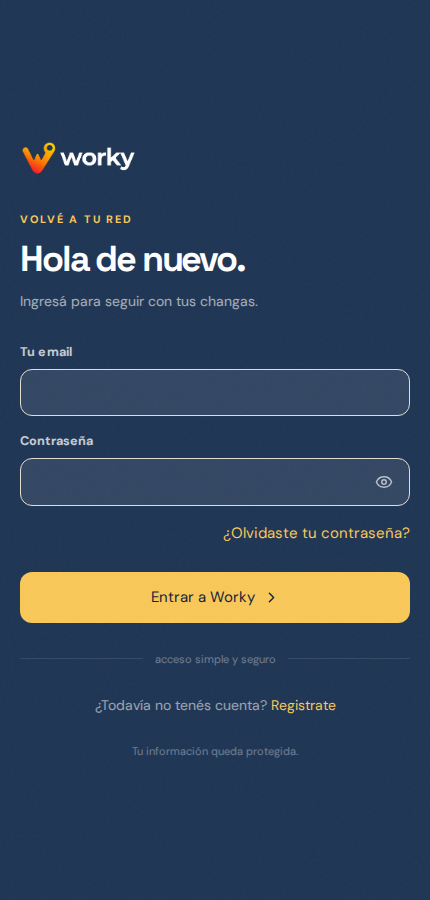 worky
VOLVÉ A TU RED
Hola de nuevo.
Ingresá para seguir con tus changas.
Tu email
Contraseña
¿Olvidaste tu contraseña?
Entrar a Worky
acceso simple y seguro
¿Todavía no tenés cuenta? Registrate
Tu información queda protegida.